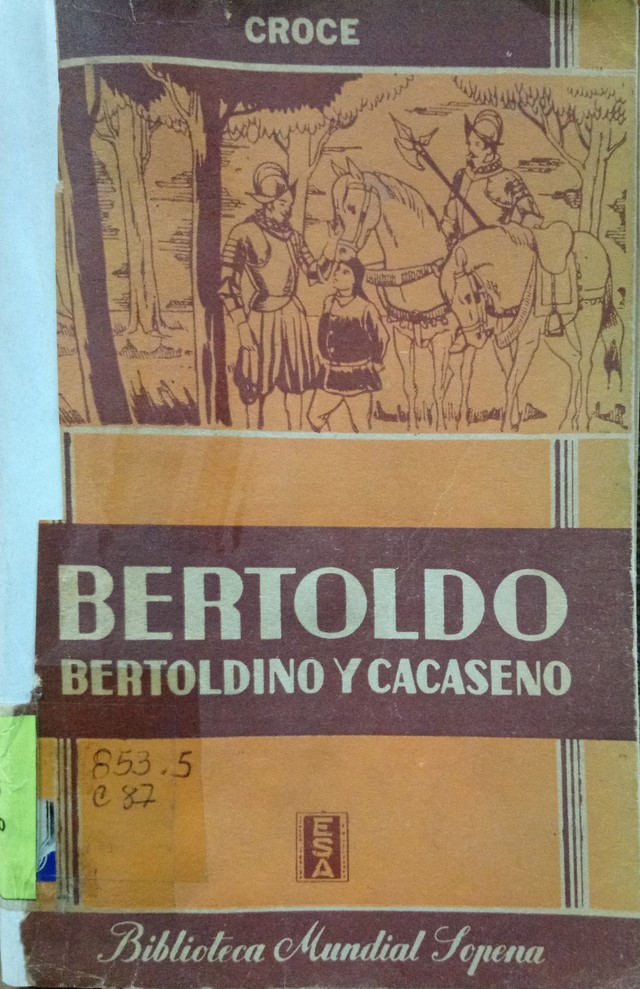 CROCE
BERTOLDO
BERTOLDINO Y CACASENO
853.5
C 87
ESA
Biblioteca Mundial Sopena